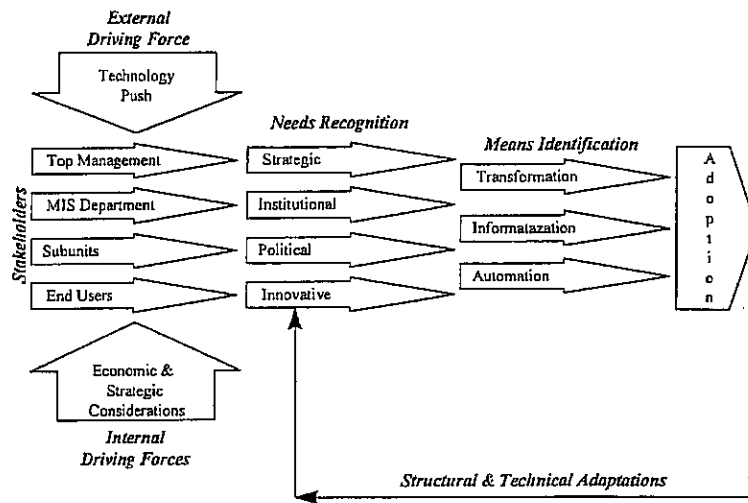 External
Driving Force
Technology
Push
Needs Recognition
Means Identification
Stakeholders
Top Management
MIS Department
Subunits
End Users
Strategic
Institutional
Political
Innovative
Transformation
Informatazation
Automation
Adoption
Economic &
Strategic
Considerations
Internal
Driving Forces
Structural & Technical Adaptations